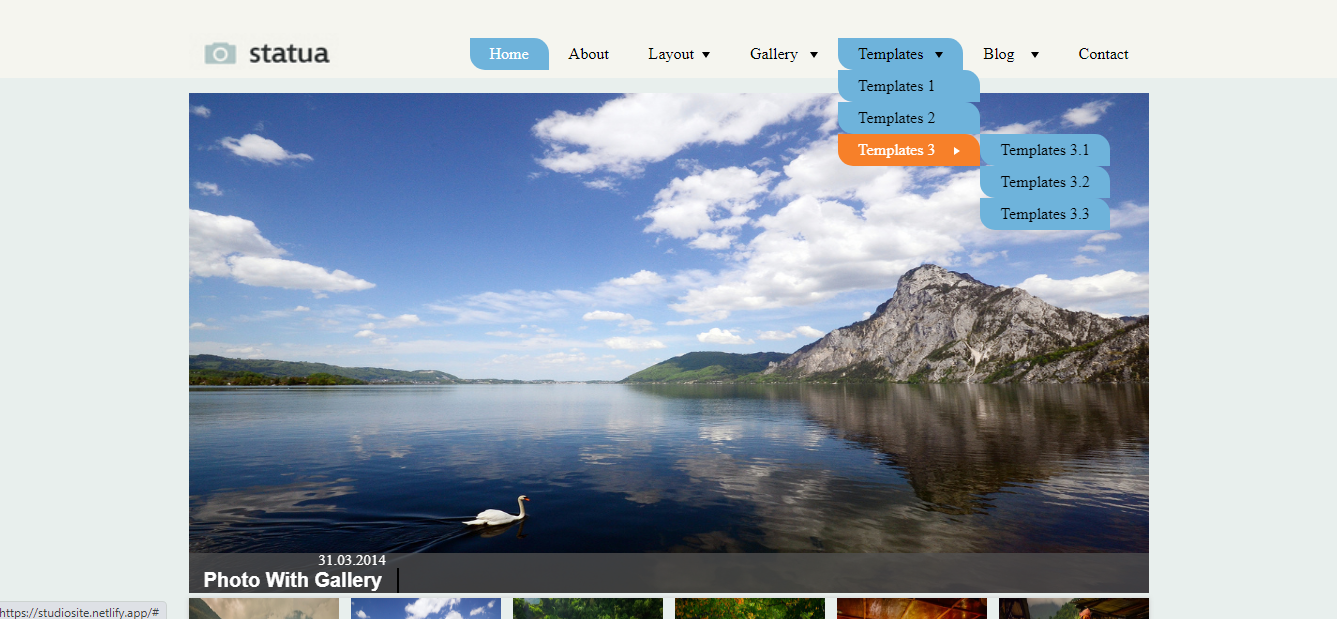 statua
Home About Layout Gallery Templates Blog Contact
Templates 1
Templates 2
Templates 3 Templates 3.1
Templates 3.2
Templates 3.3
31.03.2014
Photo With Gallery
https://studiosite.netlify.app/#